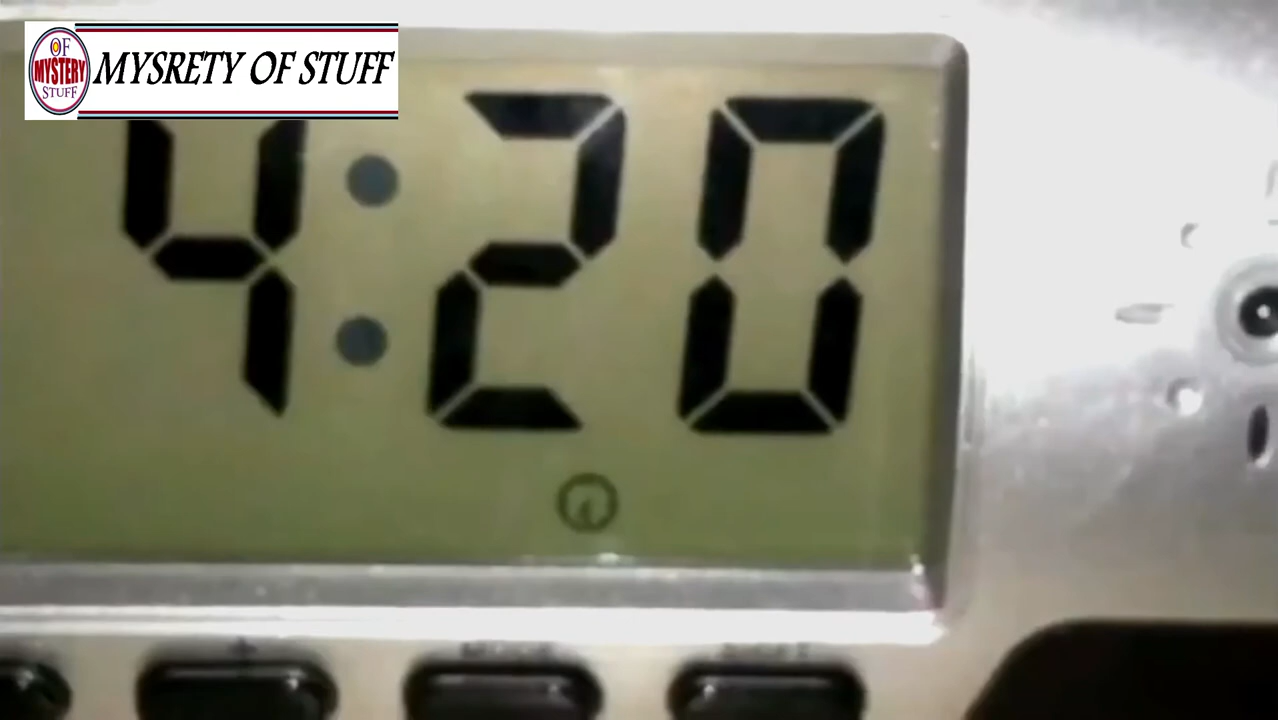 OF
MYSTERY
STUFF
MYSRETY OF STUFF
4:20
+